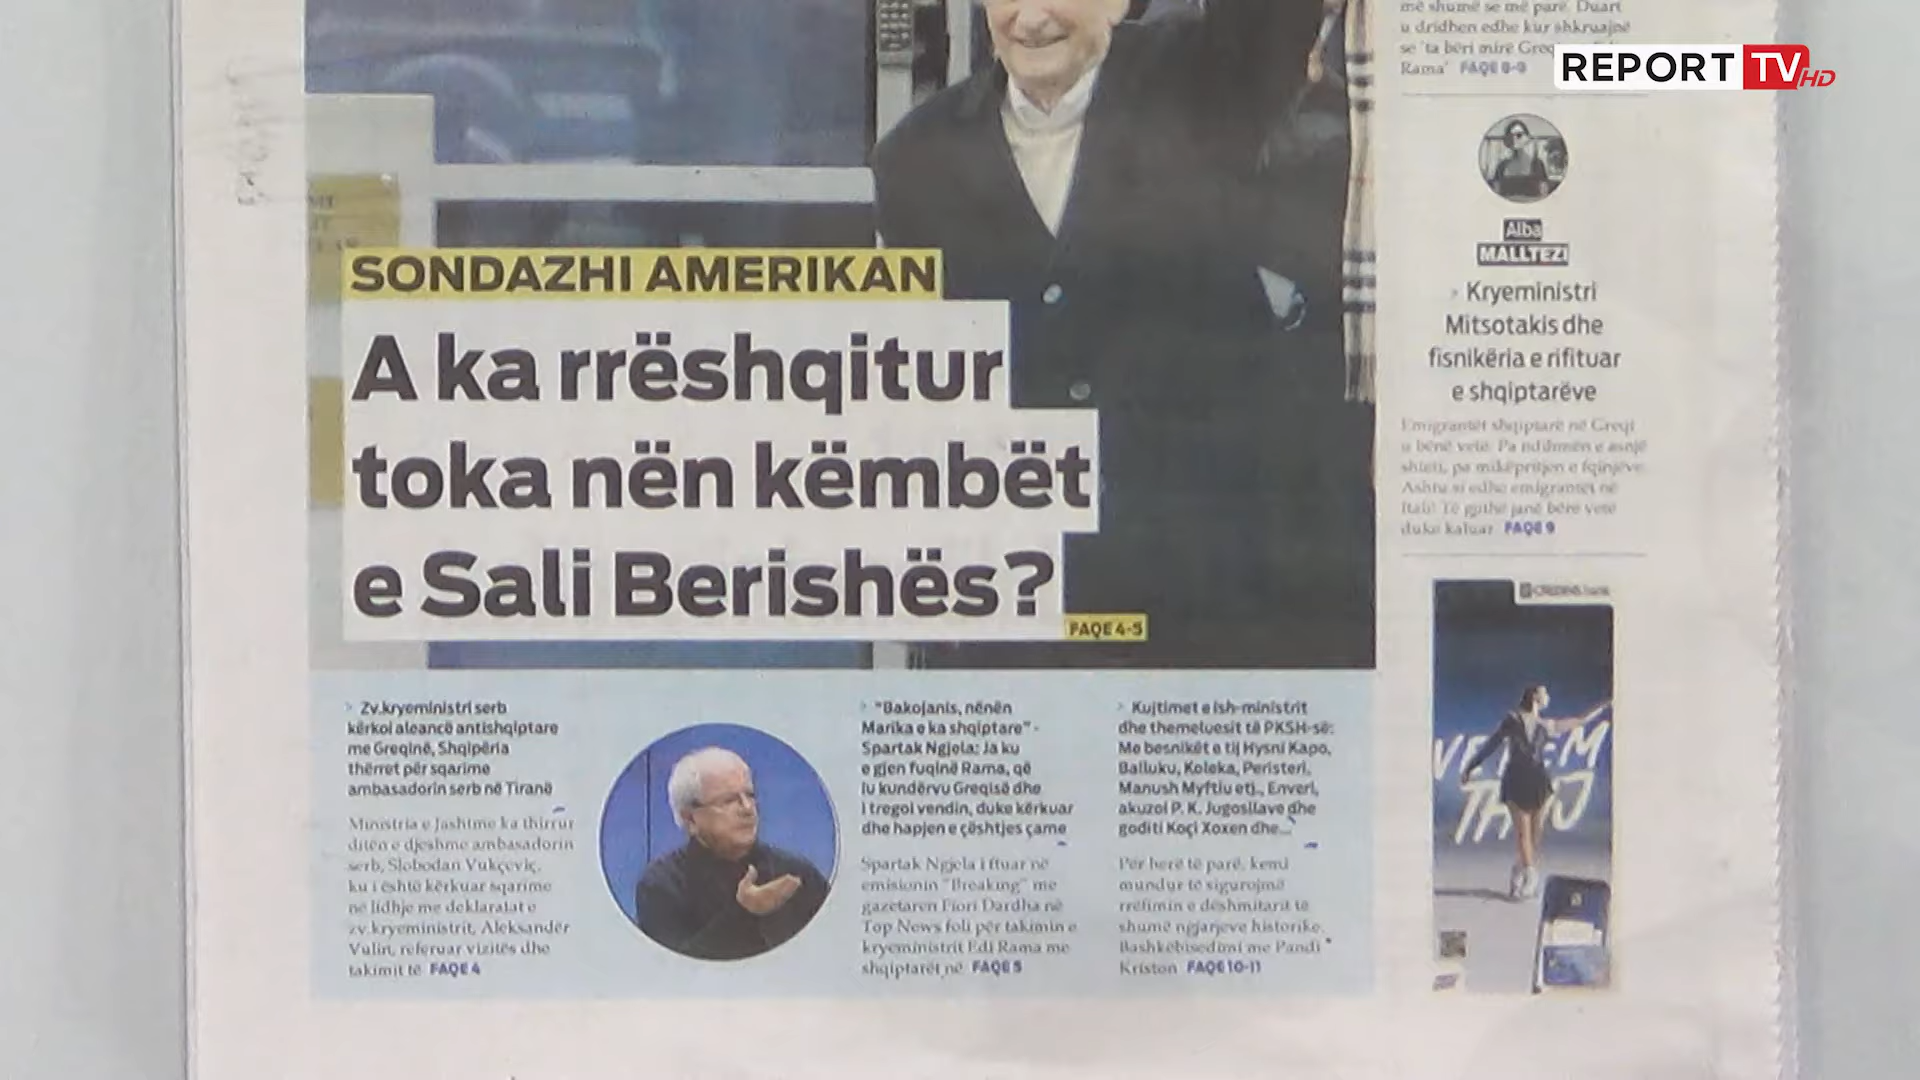 më shumë se më parë. Duart
u dridhen edhe kur shkruajnë
se 'ta bëri mirë
Rama' FAQE 8-9
REPORT TV HD
Alba
MALLTEZI
Kryeministri
Mitsotakis dhe
fisnikëria e rifituar
e shqiptarëve
Emigrantët shqiptarë në Greqi
u bënë vetë. Pa ndihmën e asnjë
shteti, pa mikëpritjen e fqinjëve.
Ashtu si edhe emigrantët në
Itali. Të gjithë janë bërë vetë
duke kaluar FAQE 9
CREDINS bank
VETËM
SONDAZHI AMERIKAN
A ka rrëshqitur
toka nën këmbët
e Sali Berishës?
FAQE 4-5
Zv.kryeministri serb
kërkoi aleancë antishqiptare
me Greqinë, Shqipëria
thërret për sqarime
ambasadorin serb në Tiranë
Ministria e Jashtme ka thirrur
ditën e djeshme ambasadorin
serb, Slobodan Vukçeviç,
ku i është kërkuar sqarime
në lidhje me deklaratat e
zv.kryeministrit, Aleksandër
Vulin, referuar vizitës dhe
takimit të FAQE 4
"Bakojanis, nënën
Marika e ka shqiptare" -
Spartak Ngjela: Ja ku
e gjen fuqinë Rama, që
iu kundërvu Greqisë dhe
i tregoi vendin, duke kërkuar
dhe hapjen e çështjes çame
Spartak Ngjela i ftuar në
emisionin "Breaking" me
gazetaren Fiori Dardha në
Top News foli për takimin e
kryeministrit Edi Rama me
shqiptarët në FAQE 5
Kujtimet e ish-ministrit
dhe themeluesit të PKSH-së:
Me besnikët e tij Hysni Kapo,
Balluku, Koleka, Peristeri,
Manush Myftiu etj., Enveri,
akuzoi P. K. Jugosllave dhe
goditi Koçi Xoxen dhe...
Për herë të parë, kemi
mundur të sigurojmë
rrëfimin e dëshmitarit të
shumë ngjarjeve historike.
Bashkëbisedimi me Pandi
Kriston FAQE 10-11